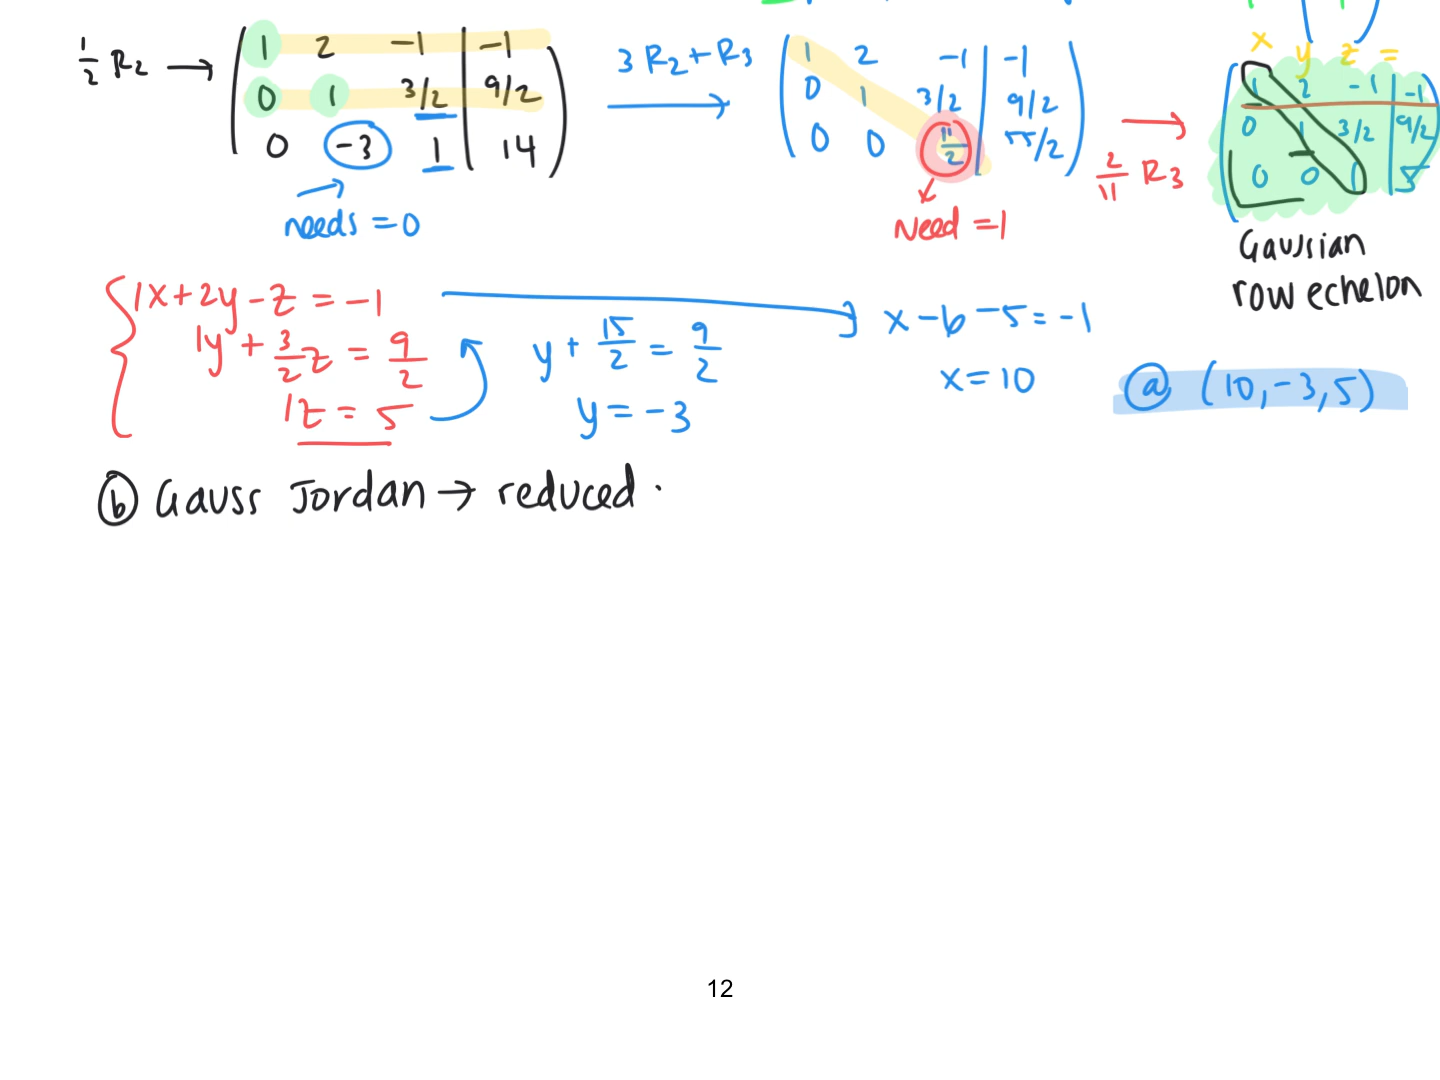 ½ R2 → ( 1 2 -1 | -1
0 1 3/2 | 9/2
0 -3 1 | 14 )
needs = 0
3 R2 + R3 → ( 1 2 -1 | -1
0 1 3/2 | 9/2
0 0 11/2 | 55/2 )
Need = 1
2/11 R3 →
x y z =
( 1 2 -1 | -1
0 1 3/2 | 9/2
0 0 1 | 5 )
Gaussian
row echelon
{ 1x + 2y - z = -1
1y + 3/2 z = 9/2
1z = 5
y + 15/2 = 9/2
y = -3
x - 6 - 5 = -1
x = 10
ⓐ (10, -3, 5)
ⓑ Gauss Jordan → reduced .
12